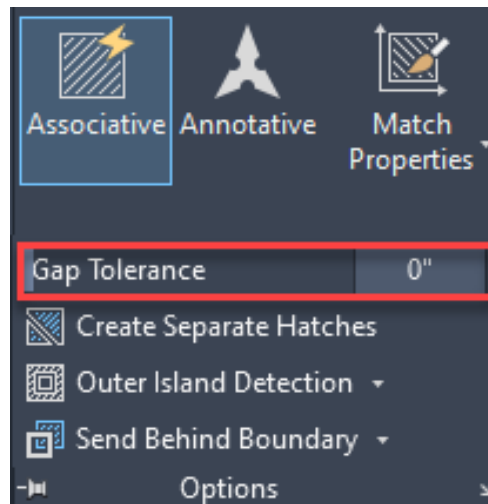 Associative Annotative Match
Properties
Gap Tolerance 0"
Create Separate Hatches
Outer Island Detection
Send Behind Boundary
Options